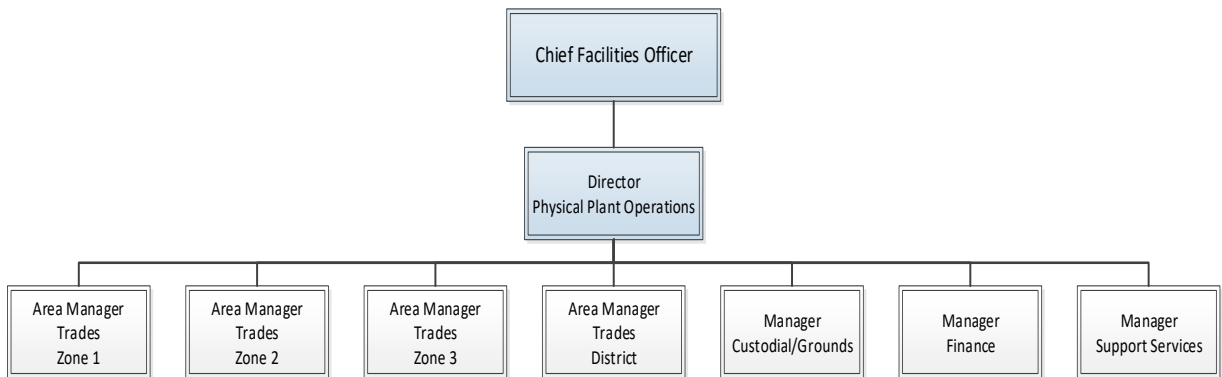 Chief Facilities Officer
Director
Physical Plant Operations
Area Manager
Trades
Zone 1
Area Manager
Trades
Zone 2
Area Manager
Trades
Zone 3
Area Manager
Trades
District
Manager
Custodial/Grounds
Manager
Finance
Manager
Support Services